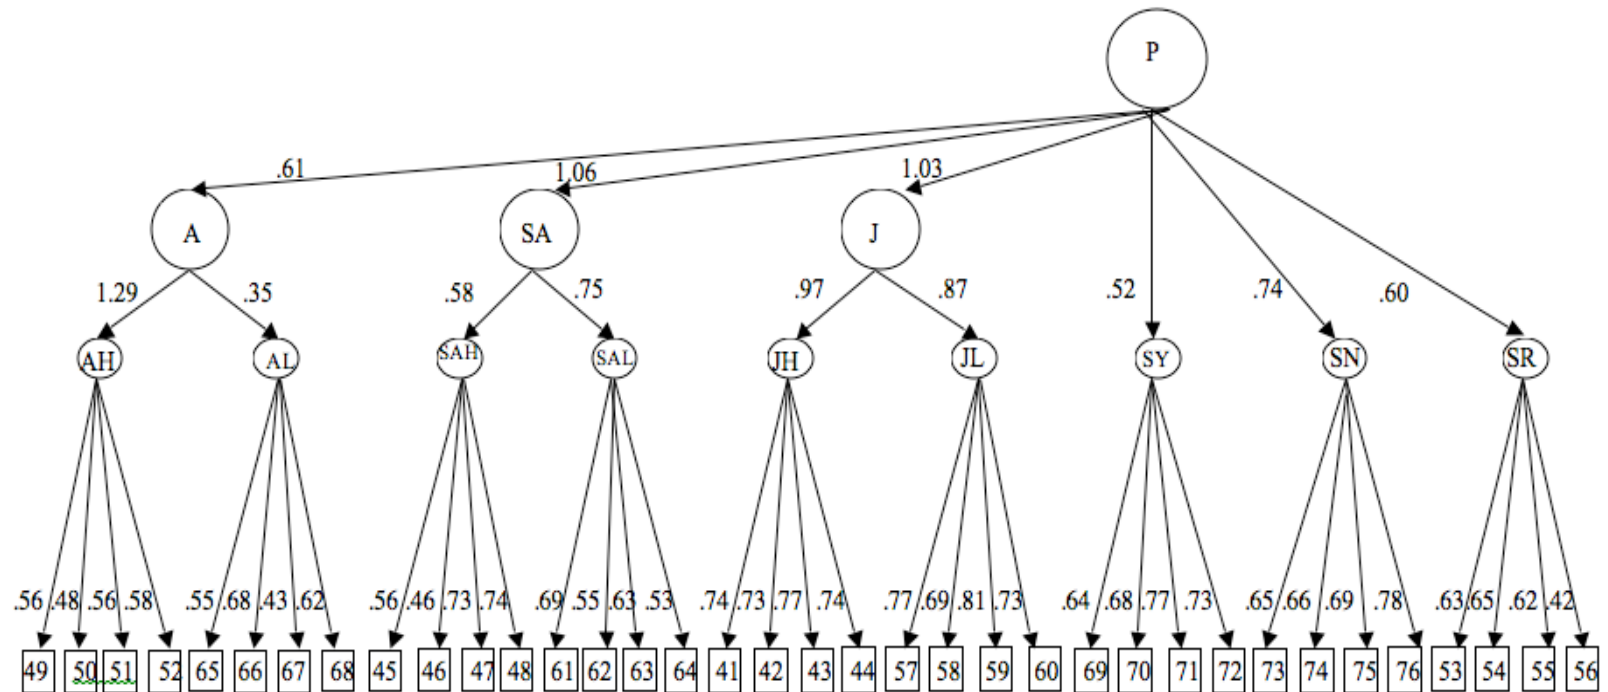 P
.61 1.06 1.03
A SA J
1.29 .35 .58 .75 .97 .87 .52 .74 .60
AH AL SAH SAL JH JL SY SN SR
.56 .48 .56 .58 .55 .68 .43 .62 .56 .46 .73 .74 .69 .55 .63 .53 .74 .73 .77 .74 .77 .69 .81 .73 .64 .68 .77 .73 .65 .66 .69 .78 .63 .65 .62 .42
49 50 51 52 65 66 67 68 45 46 47 48 61 62 63 64 41 42 43 44 57 58 59 60 69 70 71 72 73 74 75 76 53 54 55 56